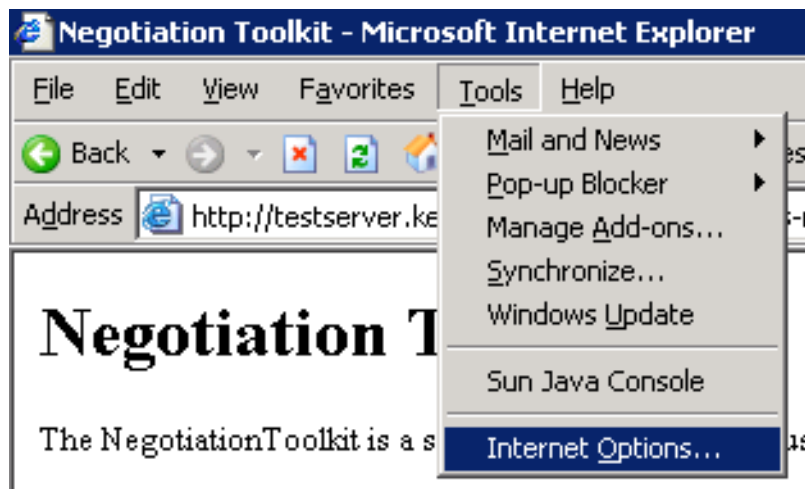 Negotiation Toolkit - Microsoft Internet Explorer
File Edit View Favorites Tools Help
Back
Mail and News
Pop-up Blocker
Address http://testserver.ke
Manage Add-ons...
Synchronize...
Windows Update
Negotiation T
Sun Java Console
The NegotiationToolkit is a s
Internet Options...